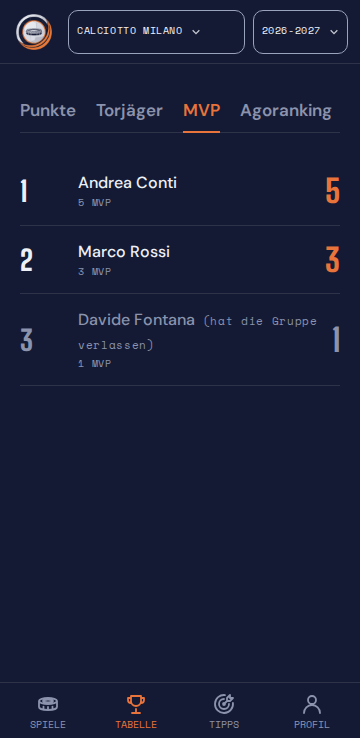 CALCIOTTO MILANO
2026-2027
Punkte Torjäger MVP Agoranking
1 Andrea Conti 5
5 MVP
2 Marco Rossi 3
3 MVP
3 Davide Fontana (hat die Gruppe verlassen) 1
1 MVP
SPIELE TABELLE TIPPS PROFIL